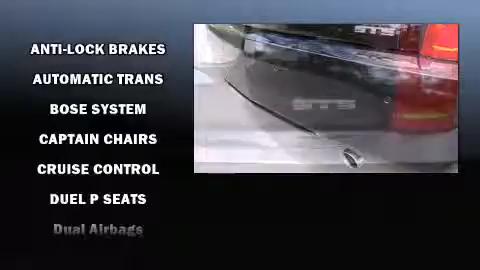 ANTI-LOCK BRAKES
AUTOMATIC TRANS
BOSE SYSTEM
CAPTAIN CHAIRS
CRUISE CONTROL
DUEL P SEATS
Dual Airbags
STS